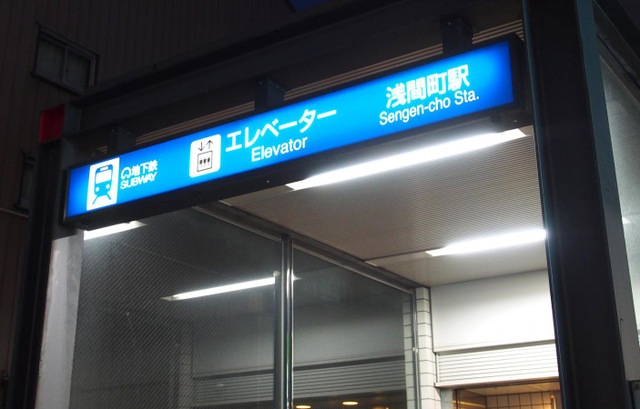 地下鉄
SUBWAY
エレベーター
Elevator
浅間町駅
Sengen-cho Sta.